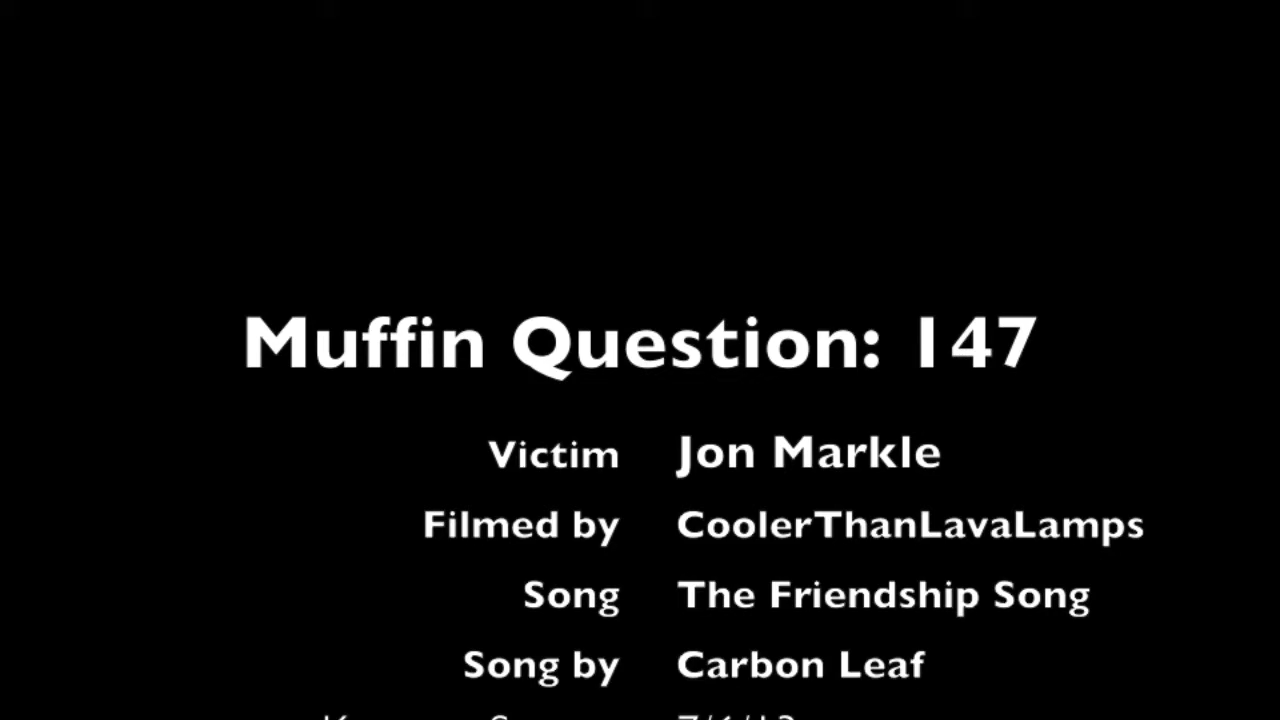 Muffin Question: 147
Victim Jon Markle
Filmed by CoolerThanLavaLamps
Song The Friendship Song
Song by Carbon Leaf